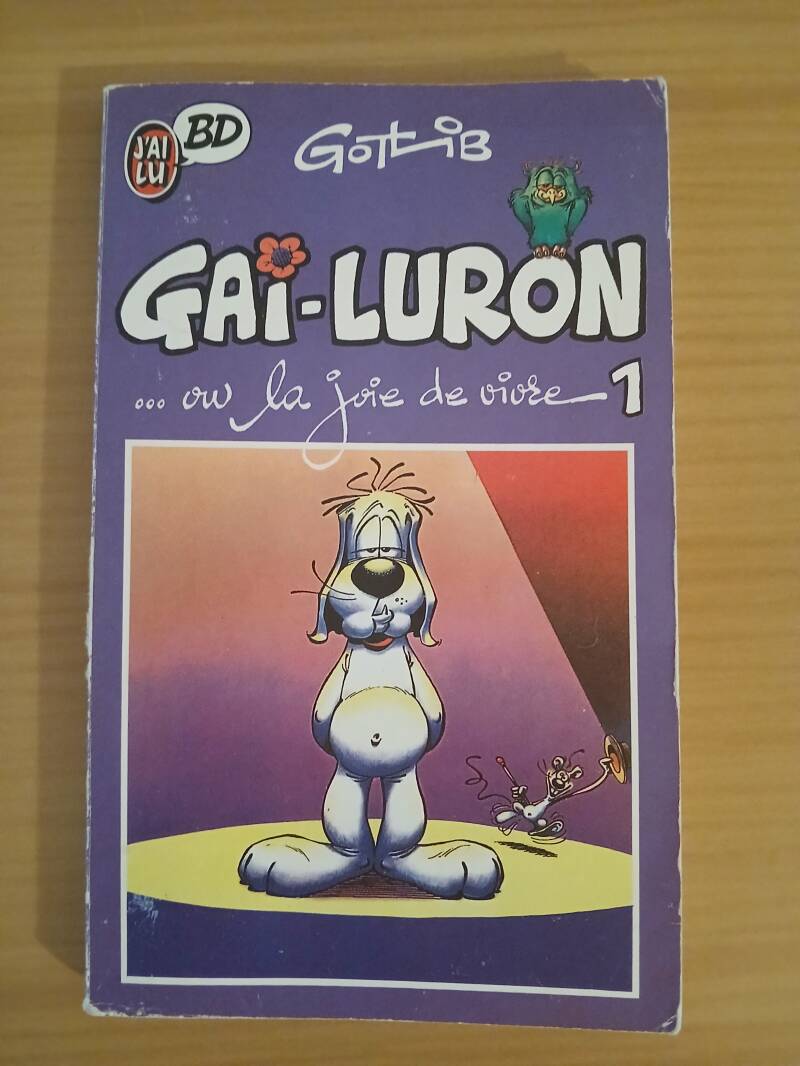 J'AI LU
BD
GOTLIB
GAI-LURON
... ou la joie de vivre 1